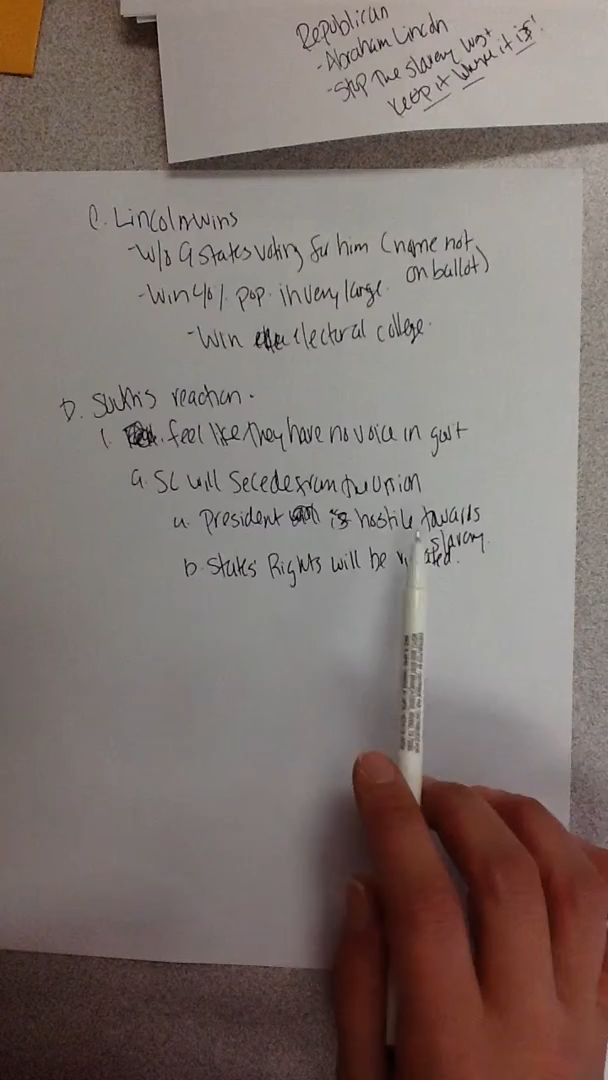 Republican
-Abraham Lincoln
-Stop the slavery West
keep it where it is!
C. Lincoln wins
-W/o 9 states voting for him (name not
on ballot)
-Win 40% pop. in very large.
-Win electoral college.
D. South's reaction.
1. feel like they have no voice in gov't
a. SC will secede from the Union
a. President is hostile towards
slavery.
b. States Rights will be